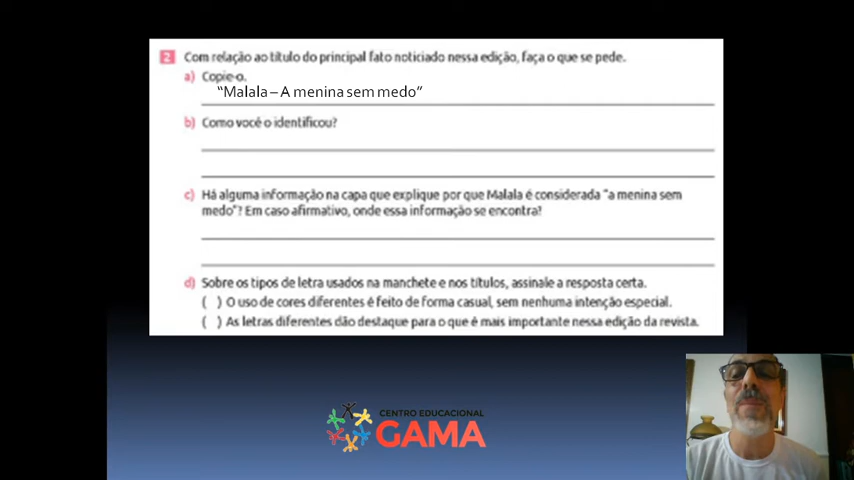 2 Com relação ao título do principal fato noticiado nessa edição, faça o que se pede.
a) Copie-o.
“Malala – A menina sem medo”
b) Como você o identificou?
c) Há alguma informação na capa que explique por que Malala é considerada “a menina sem
medo”? Em caso afirmativo, onde essa informação se encontra?
d) Sobre os tipos de letra usados na manchete e nos títulos, assinale a resposta certa.
( ) O uso de cores diferentes é feito de forma casual, sem nenhuma intenção especial.
( ) As letras diferentes dão destaque para o que é mais importante nessa edição da revista.
CENTRO EDUCACIONAL
GAMA